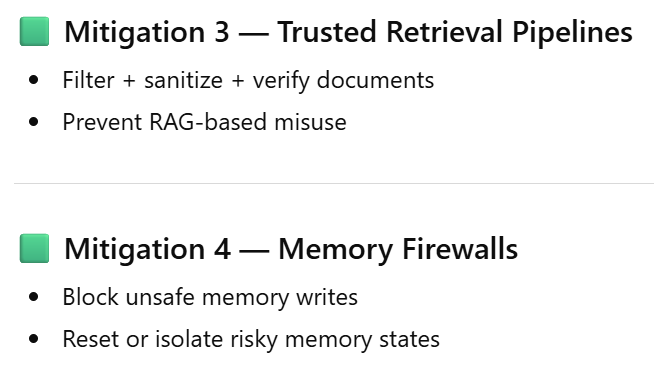 Mitigation 3 — Trusted Retrieval Pipelines
• Filter + sanitize + verify documents
• Prevent RAG-based misuse
Mitigation 4 — Memory Firewalls
• Block unsafe memory writes
• Reset or isolate risky memory states